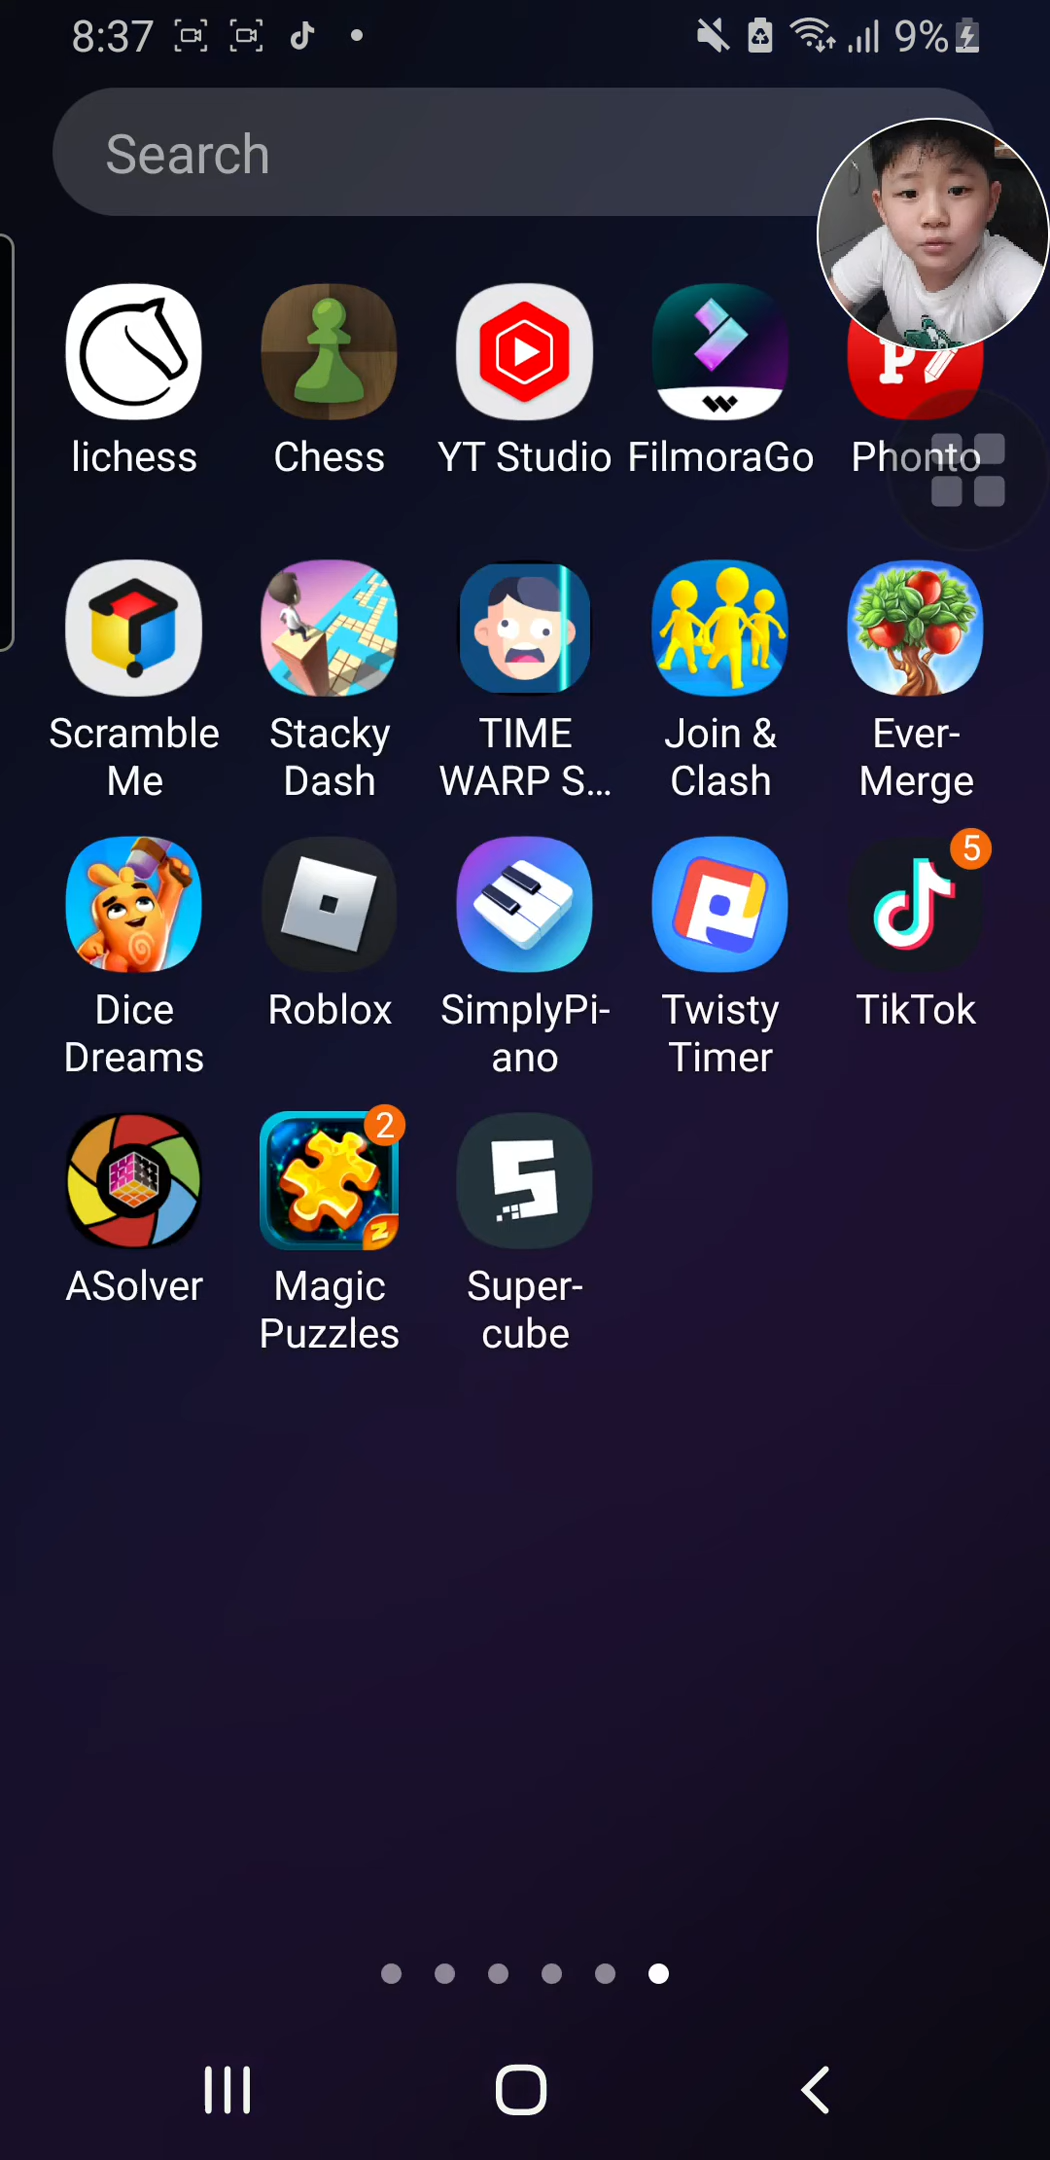 8:37
9%
Search
lichess
Chess
YT Studio
FilmoraGo
Phonto
Scramble
Me
Stacky
Dash
TIME
WARP S...
Join &
Clash
Ever-
Merge
5
Dice
Dreams
Roblox
SimplyPi-
ano
Twisty
Timer
TikTok
2
ASolver
Magic
Puzzles
Super-
cube